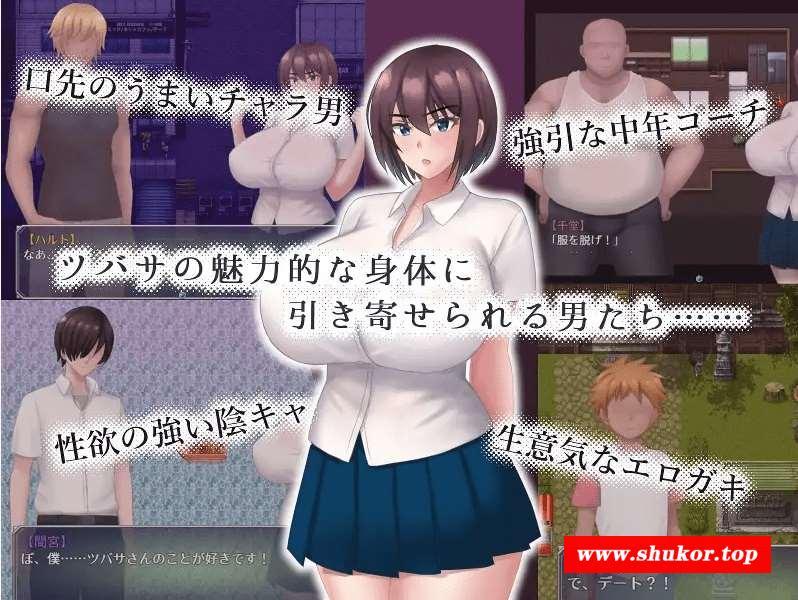 口先のうまいチャラ男
強引な中年コーチ
【ハルト】
なあ
【千堂】
「服を脱げ！」
ツバサの魅力的な身体に
引き寄せられる男たち……
性欲の強い陰キャ
生意気なエロガキ
【間宮】
ぼ、僕……ツバサさんのことが好きです！
で、デート？！
www.shukor.top